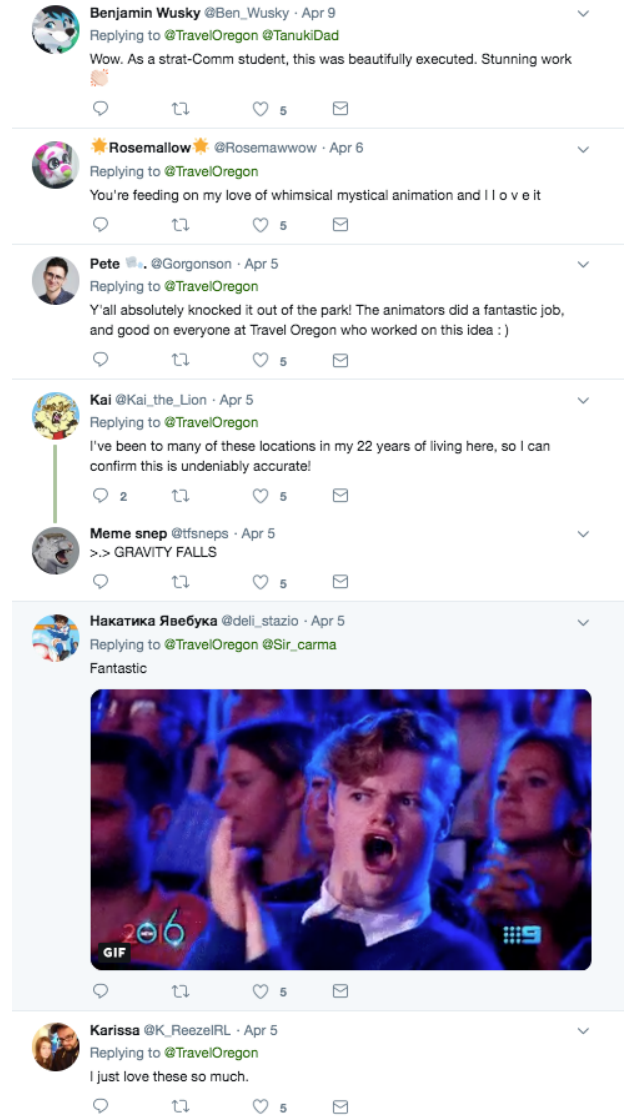 Benjamin Wusky @Ben_Wusky · Apr 9
Replying to @TravelOregon @TanukiDad
Wow. As a strat-Comm student, this was beautifully executed. Stunning work
👏🏻
5
🌟Rosemallow🌟 @Rosemawwow · Apr 6
Replying to @TravelOregon
You're feeding on my love of whimsical mystical animation and I l o v e it
5
Pete . @Gorgonson · Apr 5
Replying to @TravelOregon
Y'all absolutely knocked it out of the park! The animators did a fantastic job,
and good on everyone at Travel Oregon who worked on this idea : )
5
Kai @Kai_the_Lion · Apr 5
Replying to @TravelOregon
I've been to many of these locations in my 22 years of living here, so I can
confirm this is undeniably accurate!
2 5
Meme snep @tfsneps · Apr 5
>.> GRAVITY FALLS
5
Накатика Явебука @deli_stazio · Apr 5
Replying to @TravelOregon @Sir_carma
Fantastic
2016
9
GIF
5
Karissa @K_ReezelRL · Apr 5
Replying to @TravelOregon
I just love these so much.
5